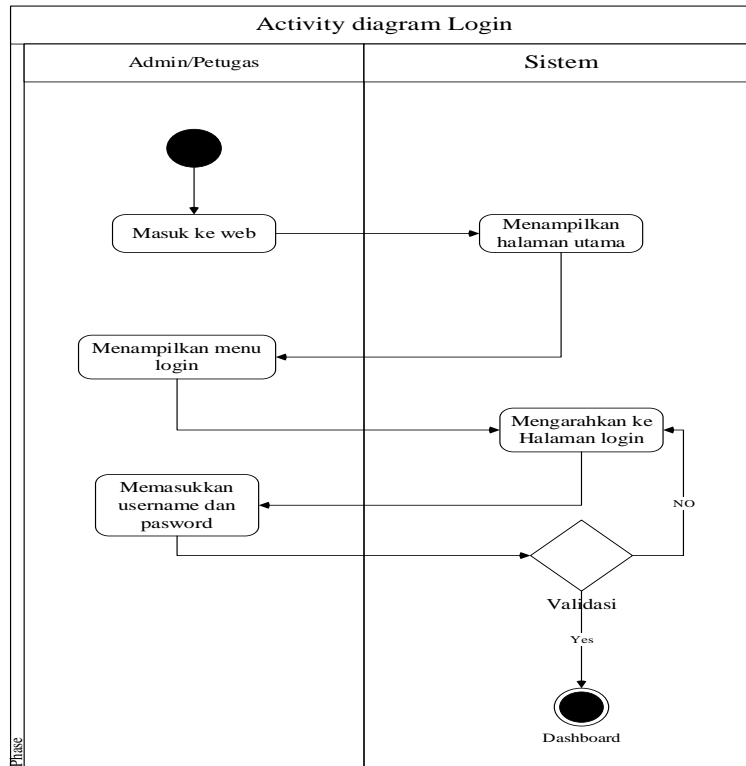 Activity diagram Login
Admin/Petugas
Sistem
Masuk ke web
Menampilkan
halaman utama
Menampilkan menu
login
Mengarahkan ke
Halaman login
Memasukkan
username dan
pasword
NO
Validasi
Yes
Dashboard
Phase